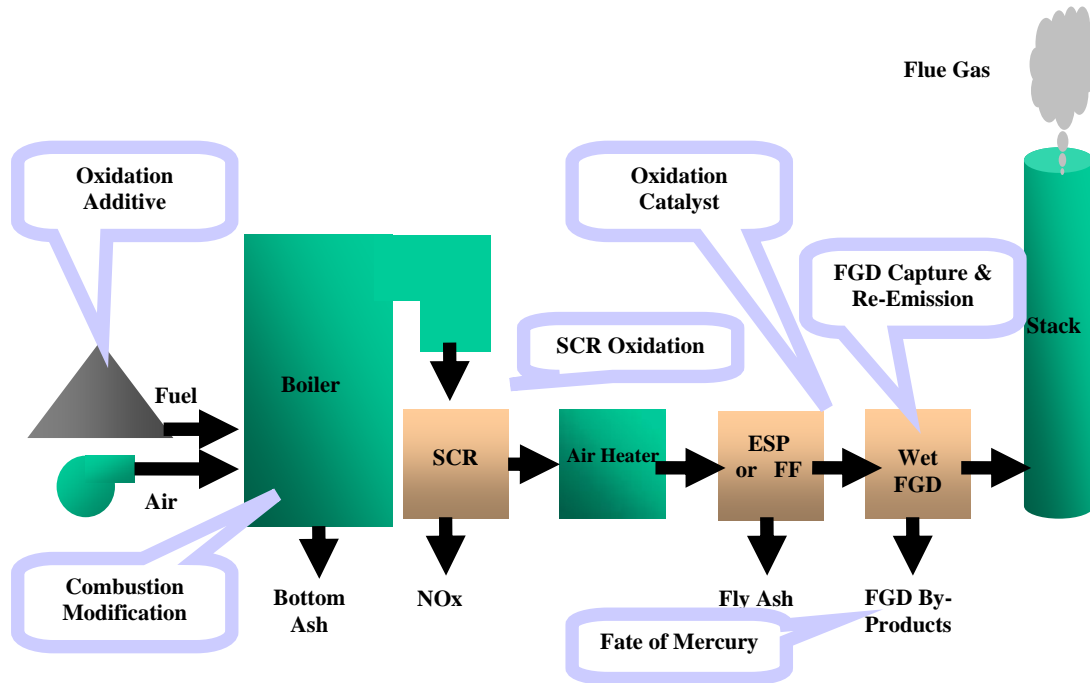 Flue Gas
Oxidation
Additive
Oxidation
Catalyst
FGD Capture &
Re-Emission
Stack
SCR Oxidation
Boiler
Fuel
Air
SCR
Air Heater
ESP
or FF
Wet
FGD
Combustion
Modification
Bottom
Ash
NOx
Fly Ash
FGD By-
Products
Fate of Mercury